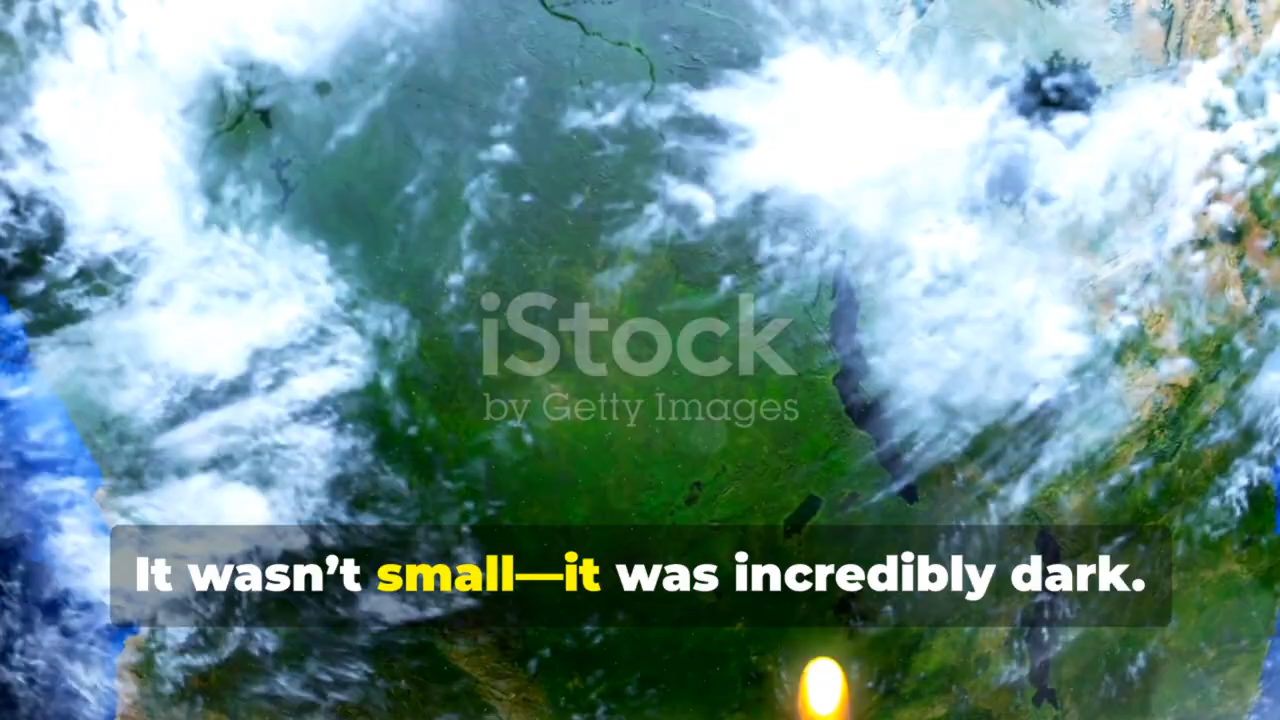 iStock
by Getty Images
It wasn’t small—it was incredibly dark.